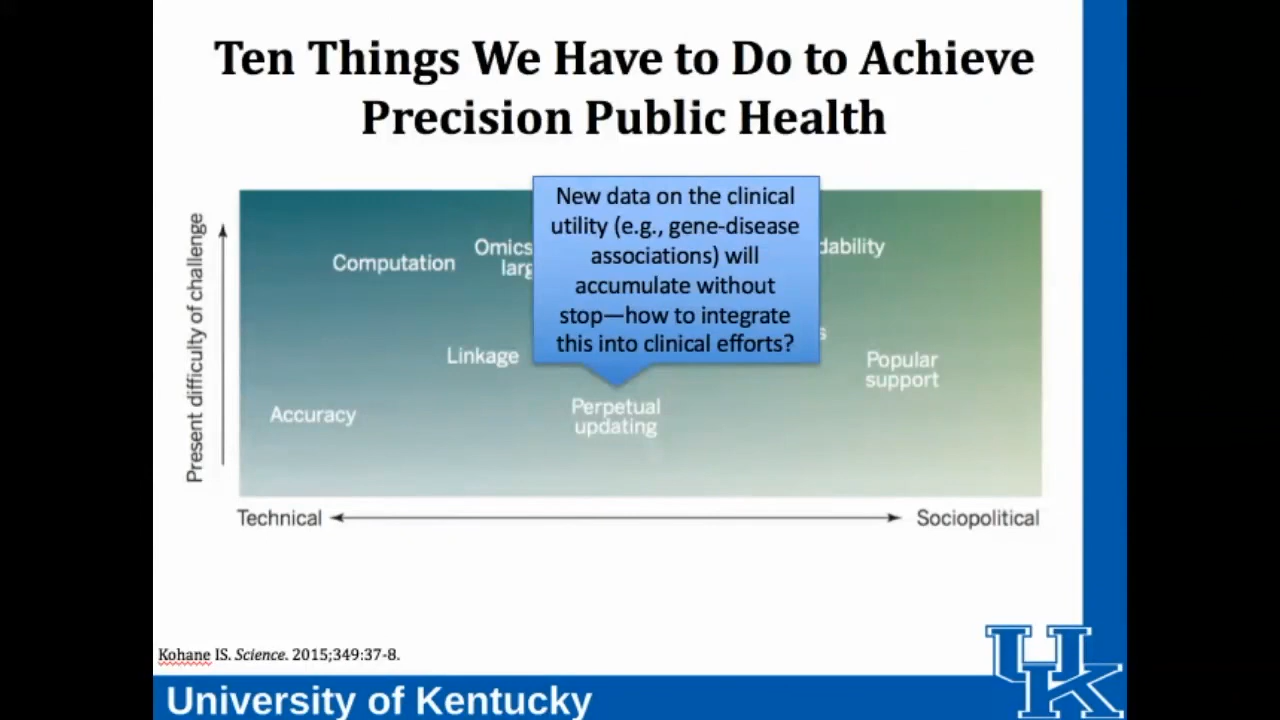 Ten Things We Have to Do to Achieve
Precision Public Health
New data on the clinical
utility (e.g., gene-disease
associations) will
accumulate without
stop—how to integrate
this into clinical efforts?
Present difficulty of challenge
Computation
Omics
larg
dability
Linkage
s
Popular
support
Accuracy
Perpetual
updating
Technical
Sociopolitical
Kohane IS. Science. 2015;349:37-8.
University of Kentucky
UK